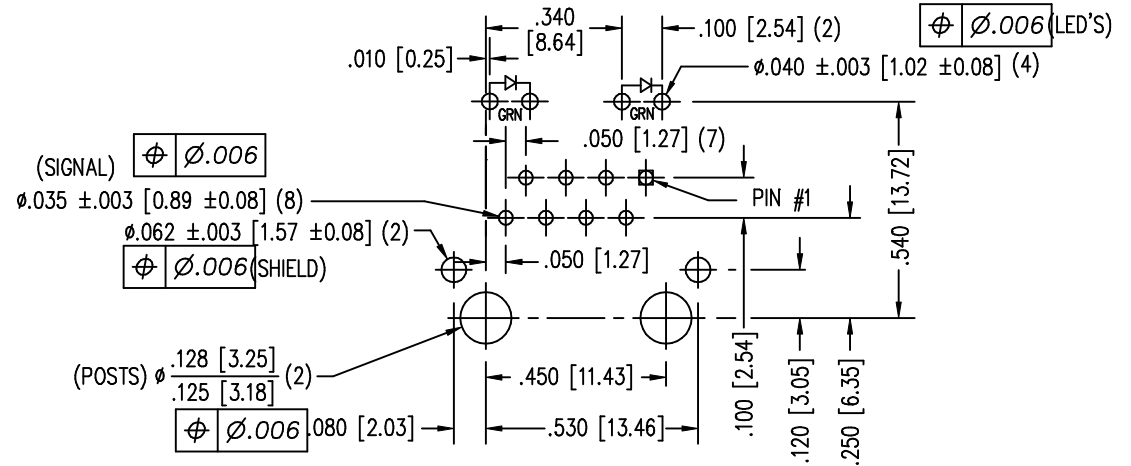 .340
[8.64]
.100 [2.54] (2)
⌖ Ø.006 (LED'S)
.010 [0.25]
ø.040 ±.003 [1.02 ±0.08] (4)
GRN
GRN
.050 [1.27] (7)
(SIGNAL)
⌖ Ø.006
ø.035 ±.003 [0.89 ±0.08] (8)
PIN #1
ø.062 ±.003 [1.57 ±0.08] (2)
⌖ Ø.006 (SHIELD)
.050 [1.27]
.540 [13.72]
(POSTS) ø .128 [3.25]
.125 [3.18] (2)
⌖ Ø.006
.450 [11.43]
.080 [2.03]
.530 [13.46]
.100 [2.54]
.120 [3.05]
.250 [6.35]